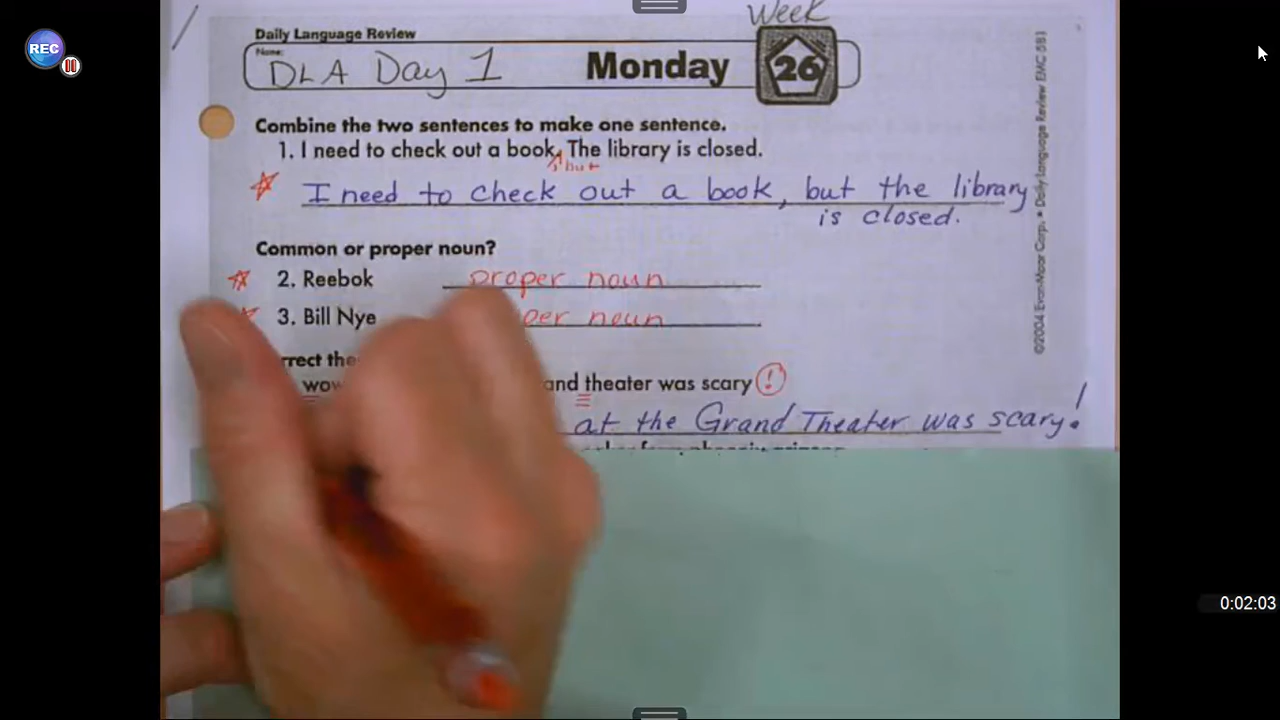 Week
REC
Daily Language Review
Name:
DLA Day 1 Monday 26
Combine the two sentences to make one sentence.
1. I need to check out a book. The library is closed.
, but
I need to check out a book, but the library
is closed.
Common or proper noun?
2. Reebok proper noun
3. Bill Nye noun
the
and theater was scary !
at the Grand Theater was scary!
©2004 Evan-Moor Corp. • Daily Language Review EMC 581
0:02:03